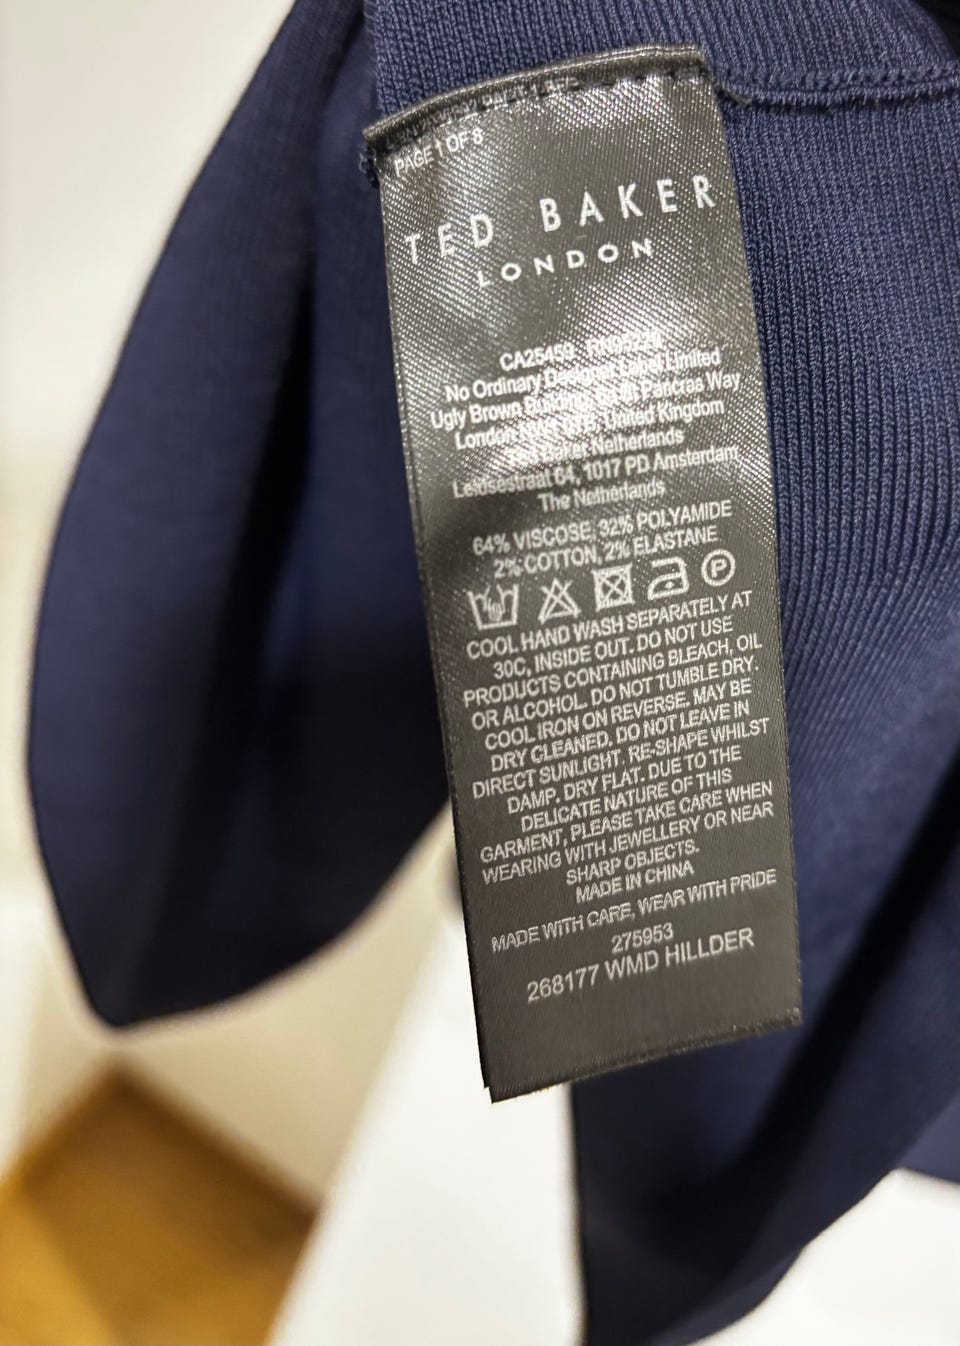 PAGE 1 OF 8
TED BAKER
LONDON
CA25459
No Ordinary Designer Label Limited
Ugly Brown Pancras Way
London United Kingdom
Baker Netherlands
Leidsestraat 64, 1017 PD Amsterdam
The Netherlands
64% VISCOSE, 32% POLYAMIDE
2% COTTON, 2% ELASTANE
P
COOL HAND WASH SEPARATELY AT
30C, INSIDE OUT. DO NOT USE
PRODUCTS CONTAINING BLEACH, OIL
OR ALCOHOL. DO NOT TUMBLE DRY.
COOL IRON ON REVERSE. MAY BE
DRY CLEANED. DO NOT LEAVE IN
DIRECT SUNLIGHT. RE-SHAPE WHILST
DAMP. DRY FLAT. DUE TO THE
DELICATE NATURE OF THIS
GARMENT, PLEASE TAKE CARE WHEN
WEARING WITH JEWELLERY OR NEAR
SHARP OBJECTS.
MADE IN CHINA
MADE WITH CARE, WEAR WITH PRIDE
275953
268177 WMD HILLDER